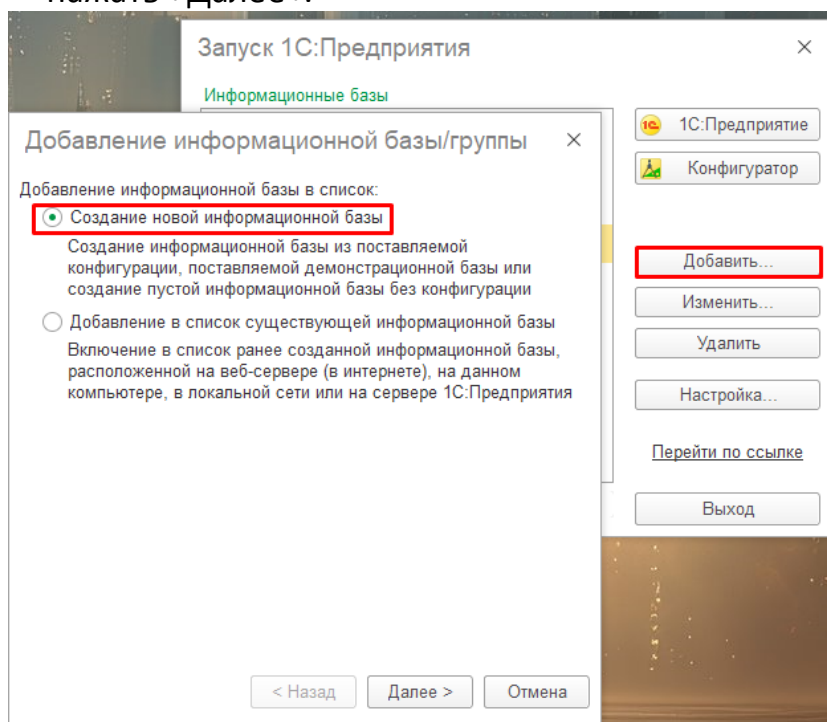 нажать «Далее».
Запуск 1С:Предприятия
Информационные базы
1С:Предприятие
Конфигуратор
Добавить...
Изменить...
Удалить
Настройка...
Перейти по ссылке
Выход
Добавление информационной базы/группы
Добавление информационной базы в список:
Создание новой информационной базы
Создание информационной базы из поставляемой
конфигурации, поставляемой демонстрационной базы или
создание пустой информационной базы без конфигурации
Добавление в список существующей информационной базы
Включение в список ранее созданной информационной базы,
расположенной на веб-сервере (в интернете), на данном
компьютере, в локальной сети или на сервере 1С:Предприятия
< Назад
Далее >
Отмена